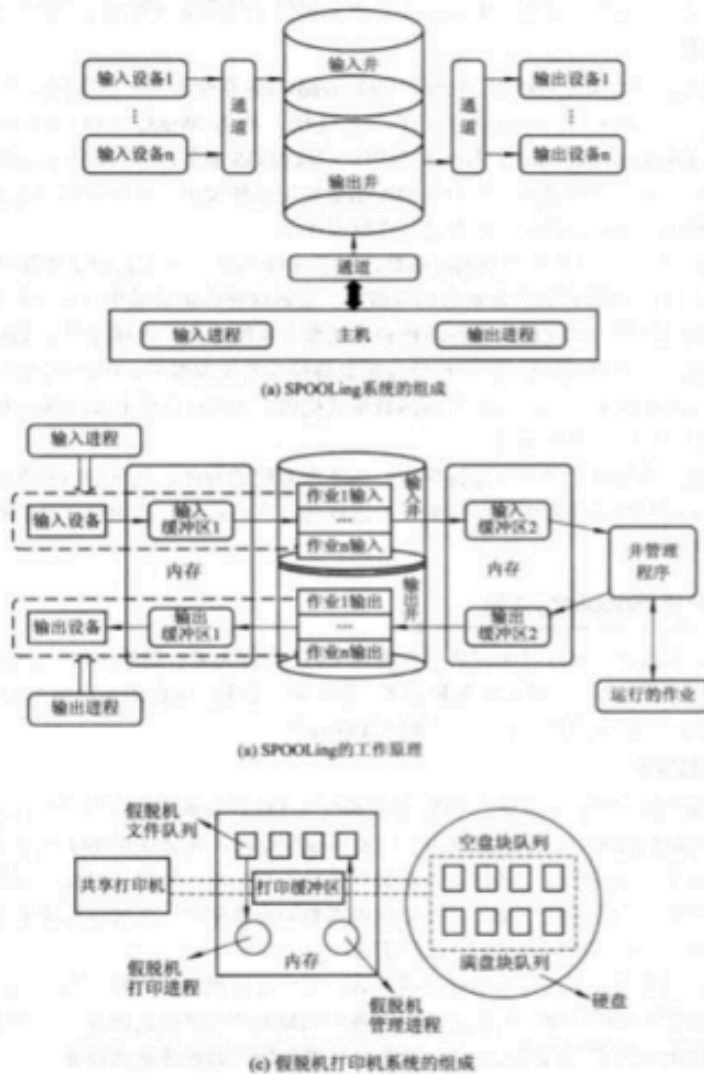 输入设备1
⋮
输入设备n
通道
输入井
输出井
通道
输出设备1
⋮
输出设备n
通道
输入进程
主机
输出进程
(a) SPOOLing系统的组成
输入进程
输入设备
输入
缓冲区1
内存
作业1输入
…
作业n输入
输入井
输入
缓冲区2
内存
井管理
程序
输出设备
输出
缓冲区1
作业1输出
…
作业n输出
输出井
输出
缓冲区2
输出进程
运行的作业
(a) SPOOLing的工作原理
假脱机
文件队列
共享打印机
打印缓冲区
空盘块队列
满盘块队列
内存
假脱机
打印进程
假脱机
管理进程
硬盘
(c) 假脱机打印机系统的组成